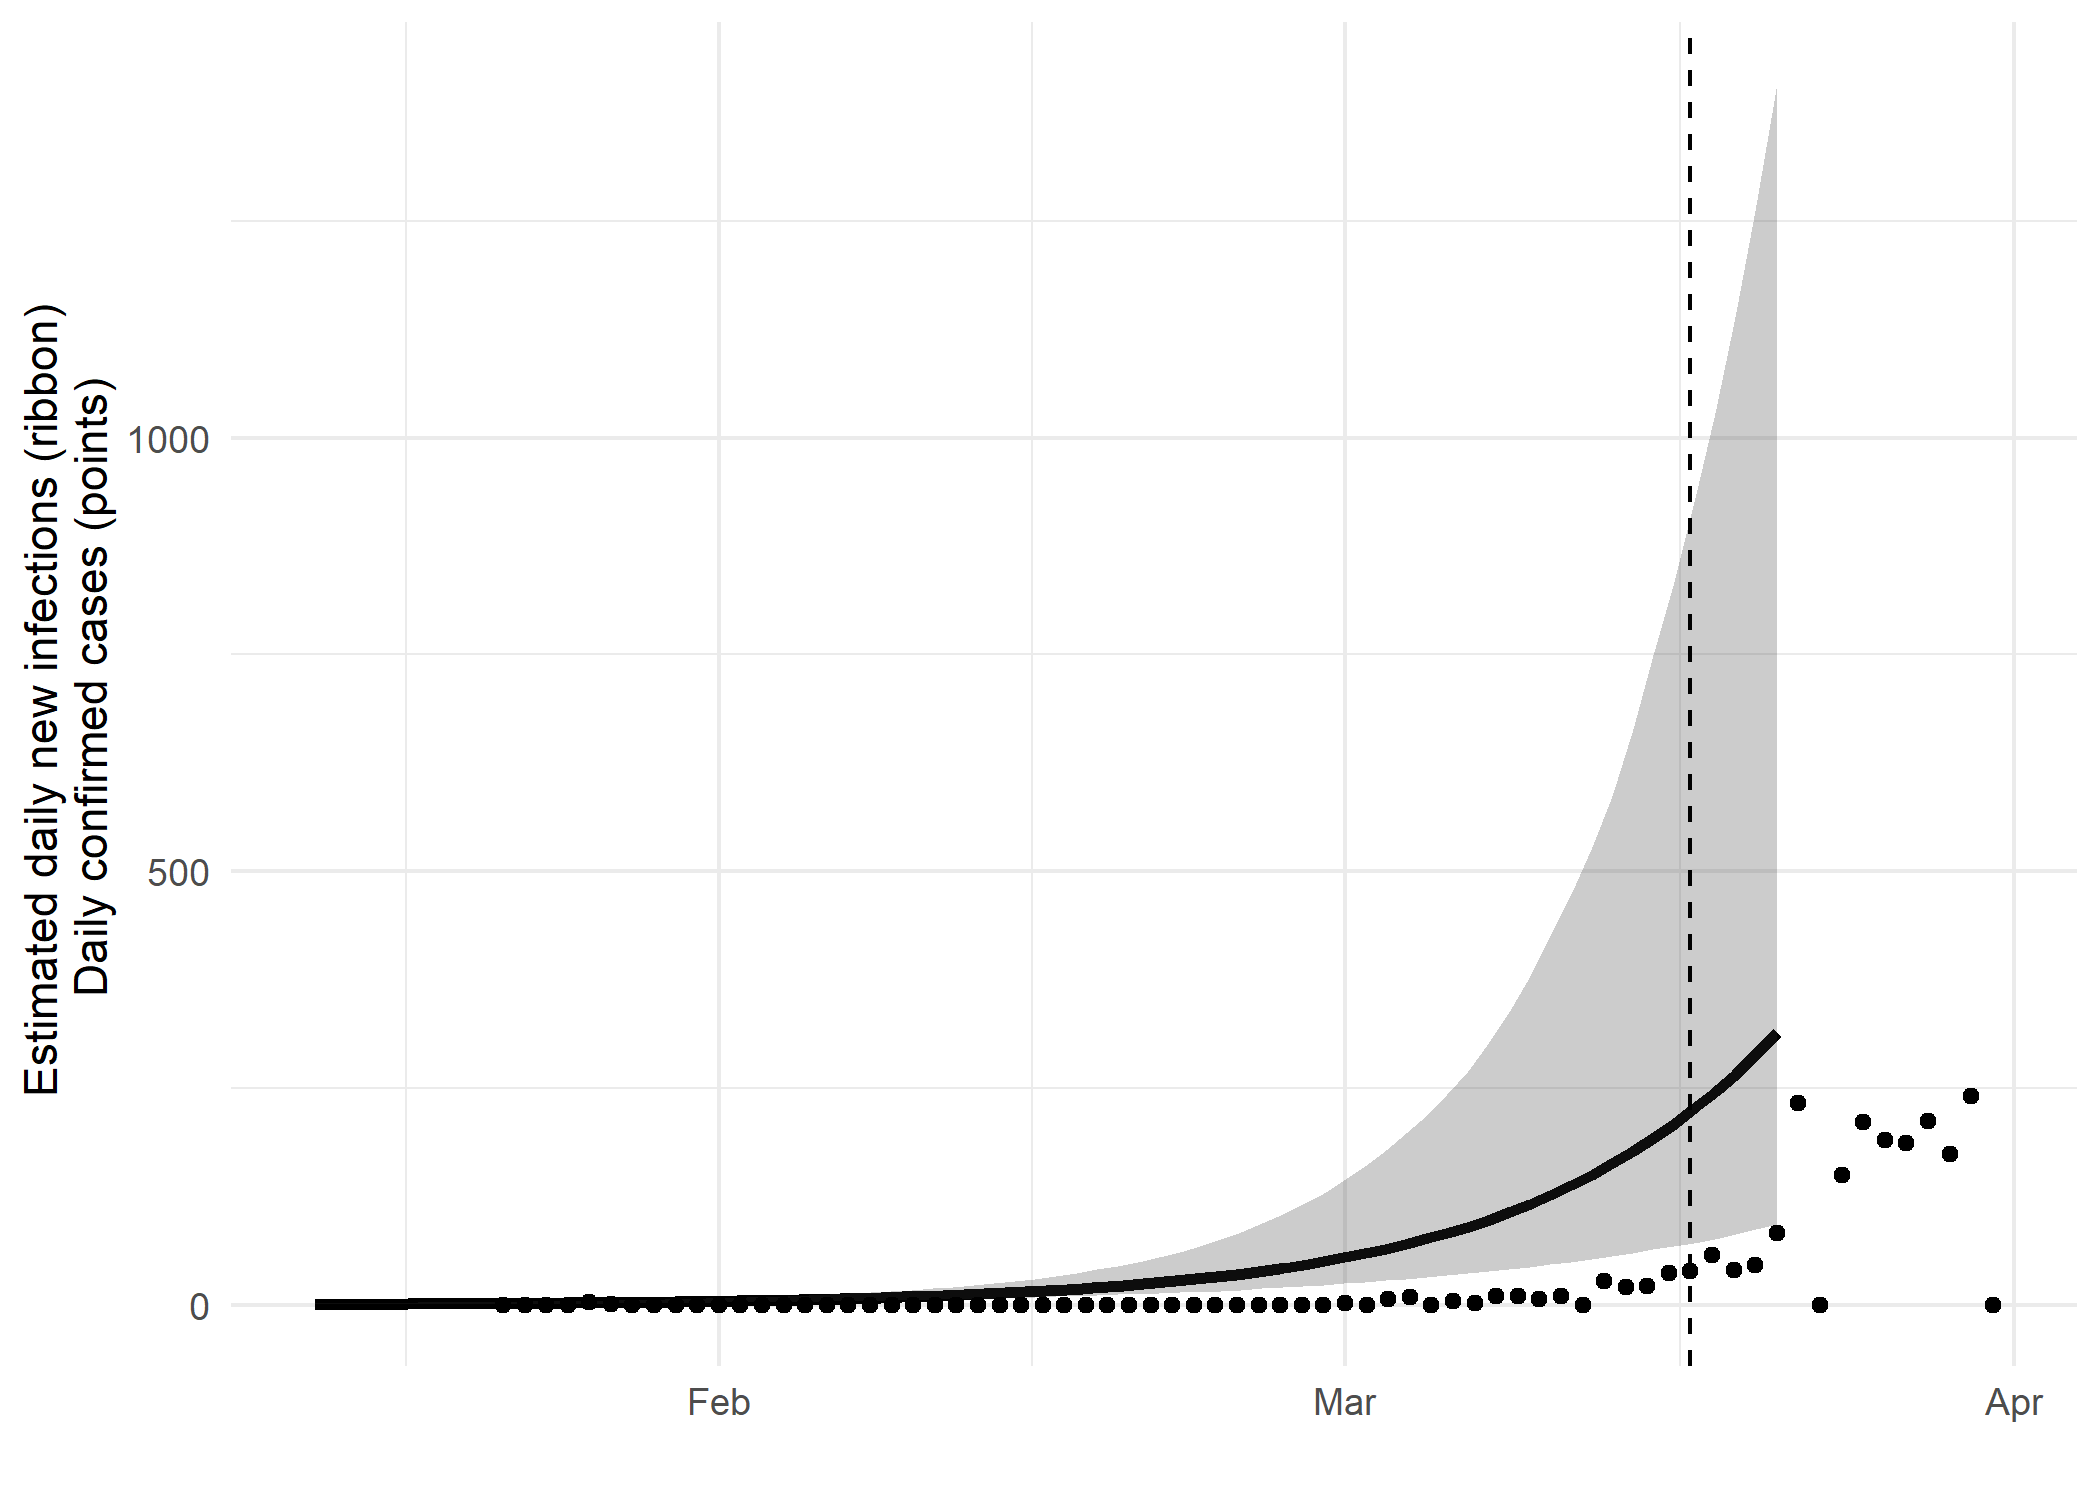 Estimated daily new infections (ribbon)
Daily confirmed cases (points)
1000
500
0
Feb
Mar
Apr